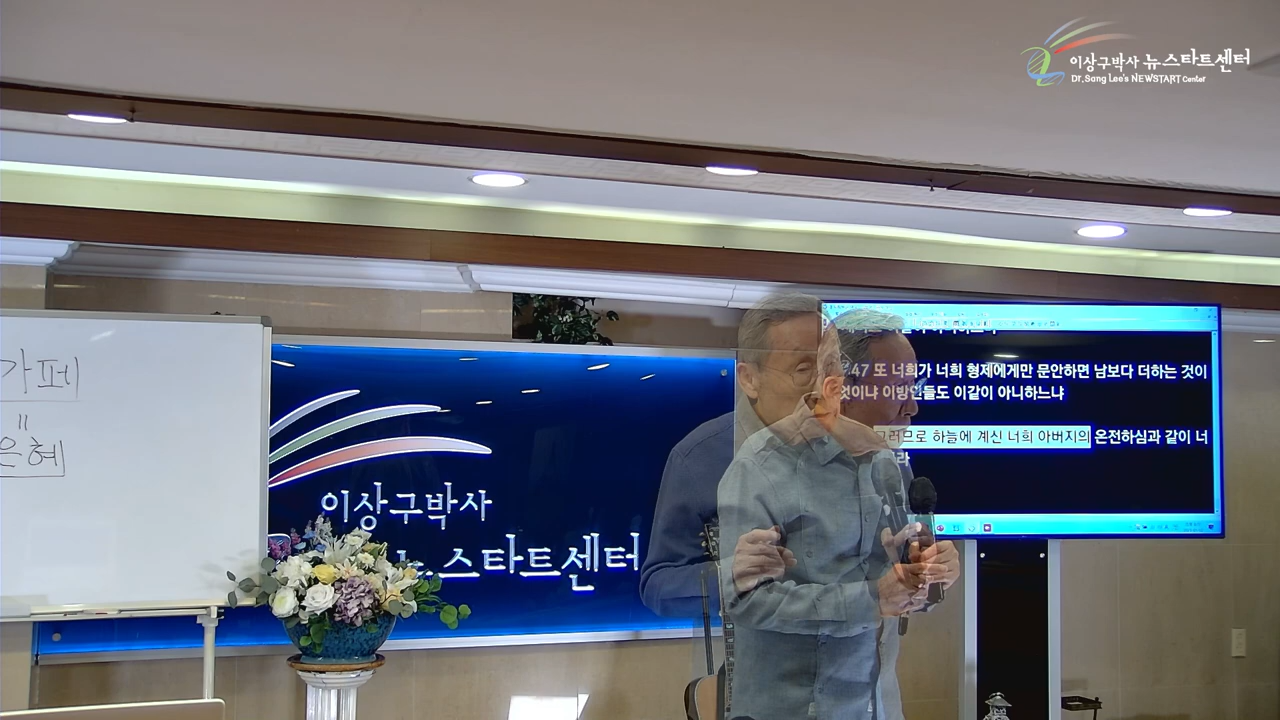 이상구박사 뉴스타트센터
Dr. Sang Lee's NEWSTART Center
가페
=
은혜
이상구박사
뉴스타트센터
:47 또 너희가 너희 형제에게만 문안하면 남보다 더하는 것이
것이냐 이방인들도 이같이 아니하느냐
그러므로 하늘에 계신 너희 아버지의 온전하심과 같이 너
라